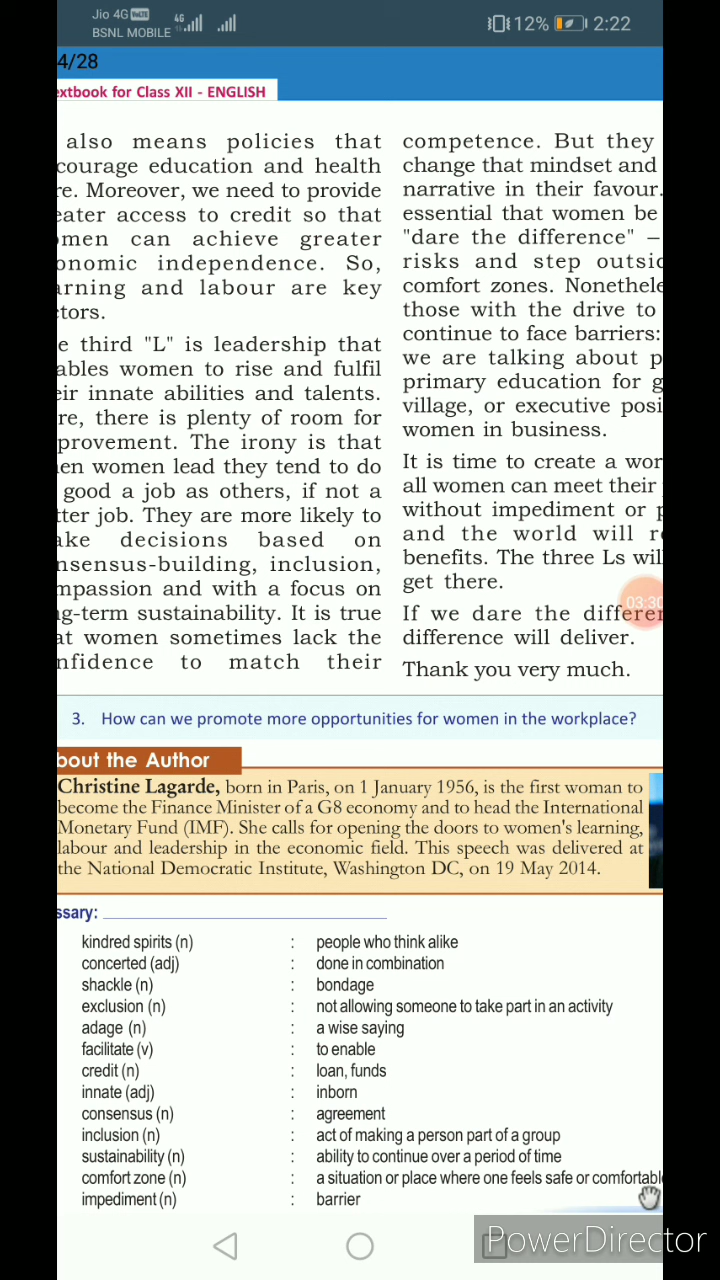 Jio 4G VoLTE 4G 12% 2:22
BSNL MOBILE
4/28
extbook for Class XII - ENGLISH
also means policies that
courage education and health
re. Moreover, we need to provide
eater access to credit so that
omen can achieve greater
onomic independence. So,
arning and labour are key
ctors.
e third "L" is leadership that
ables women to rise and fulfil
eir innate abilities and talents.
re, there is plenty of room for
provement. The irony is that
en women lead they tend to do
good a job as others, if not a
tter job. They are more likely to
ake decisions based on
nsensus-building, inclusion,
mpassion and with a focus on
g-term sustainability. It is true
at women sometimes lack the
nfidence to match their
competence. But they
change that mindset and
narrative in their favour.
essential that women be
"dare the difference" –
risks and step outsid
comfort zones. Nonethele
those with the drive to
continue to face barriers:
we are talking about p
primary education for g
village, or executive posi
women in business.
It is time to create a wor
all women can meet their
without impediment or p
and the world will re
benefits. The three Ls wil
get there.
If we dare the differen
difference will deliver.
Thank you very much.
03:30
3. How can we promote more opportunities for women in the workplace?
bout the Author
Christine Lagarde, born in Paris, on 1 January 1956, is the first woman to
become the Finance Minister of a G8 economy and to head the International
Monetary Fund (IMF). She calls for opening the doors to women's learning,
labour and leadership in the economic field. This speech was delivered at
the National Democratic Institute, Washington DC, on 19 May 2014.
ssary:
kindred spirits (n) : people who think alike
concerted (adj) : done in combination
shackle (n) : bondage
exclusion (n) : not allowing someone to take part in an activity
adage (n) : a wise saying
facilitate (v) : to enable
credit (n) : loan, funds
innate (adj) : inborn
consensus (n) : agreement
inclusion (n) : act of making a person part of a group
sustainability (n) : ability to continue over a period of time
comfort zone (n) : a situation or place where one feels safe or comfortabl
impediment (n) : barrier
PowerDirector